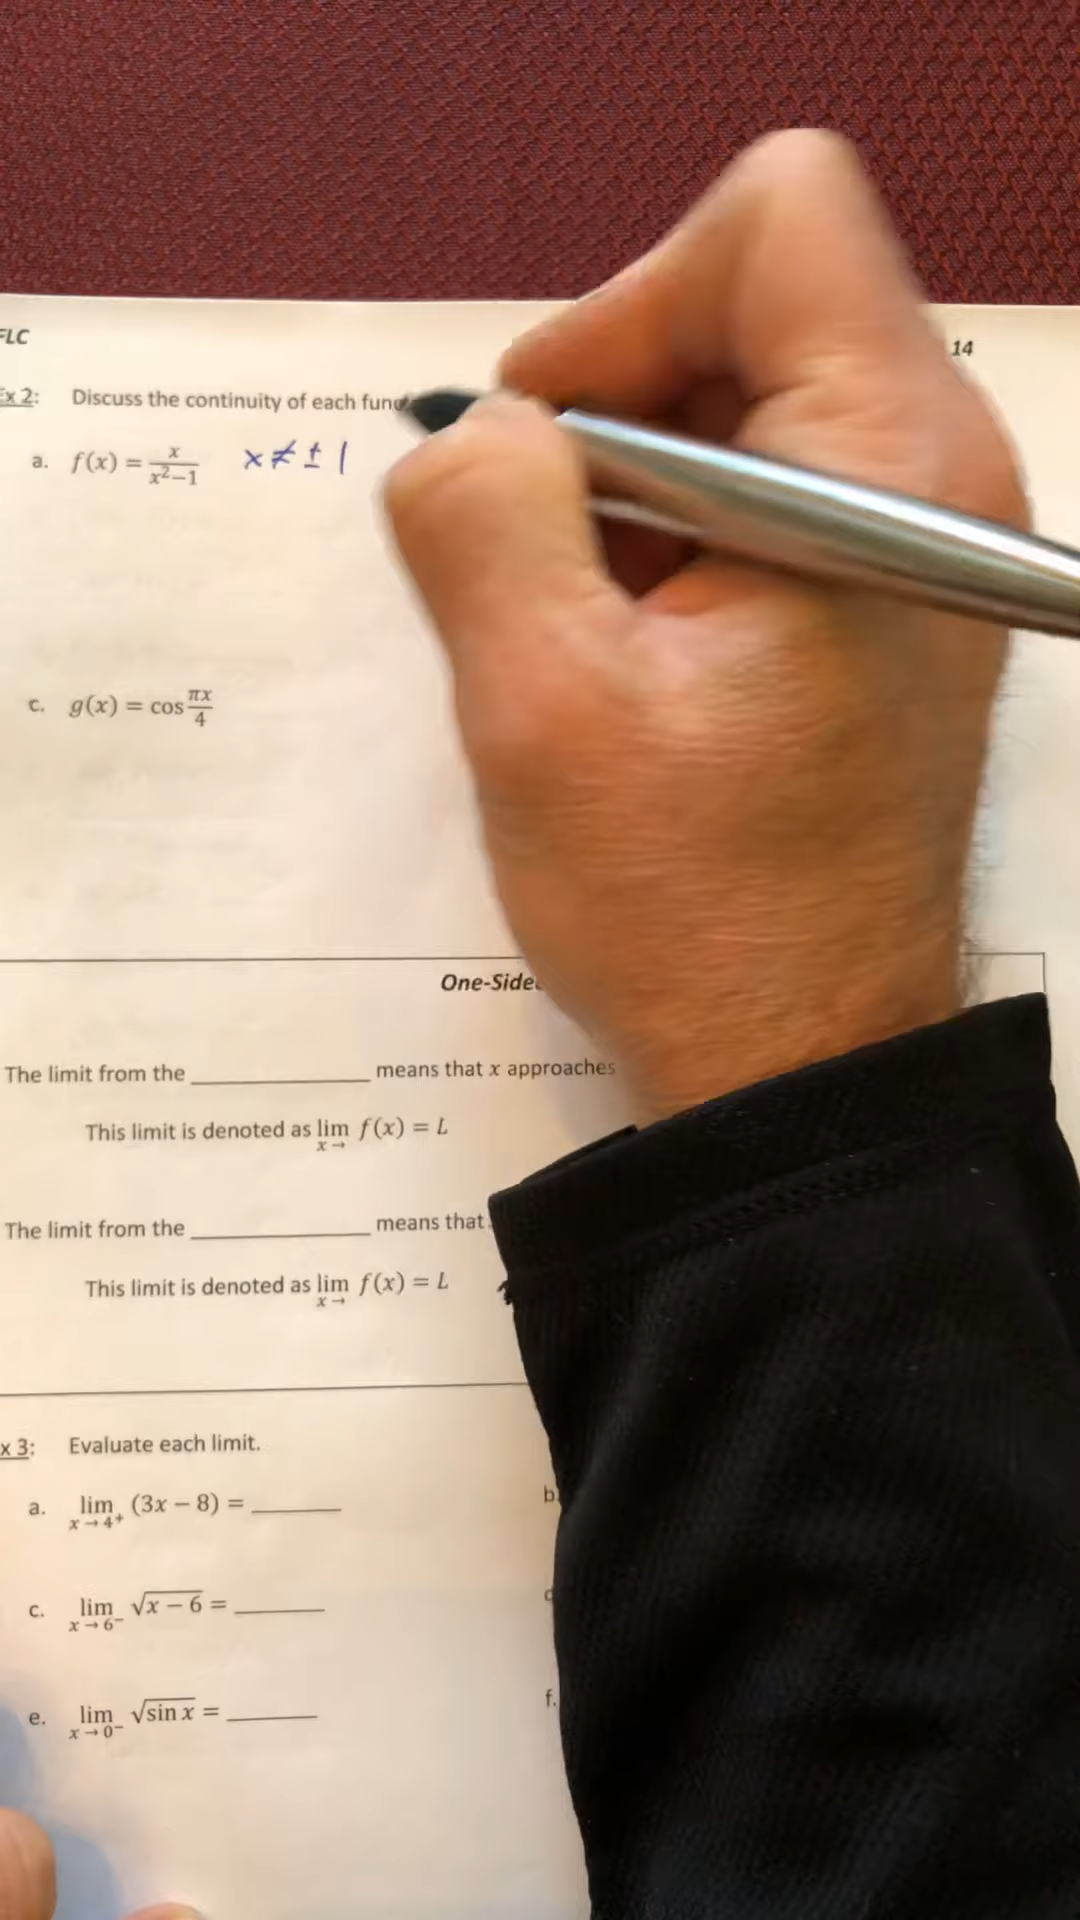 FLC
14
Ex 2: Discuss the continuity of each
a. f(x) = x/(x²−1) x ≠ ± 1
c. g(x) = cos πx/4
One-Sided
The limit from the ____________ means that x approaches
This limit is denoted as lim x→ f(x) = L
The limit from the ____________ means that
This limit is denoted as lim x→ f(x) = L
x 3: Evaluate each limit.
a. lim x→4⁺ (3x − 8) = ______
b.
c. lim x→6⁻ √(x − 6) = ______
e. lim x→0⁻ √(sin x) = ______
f.